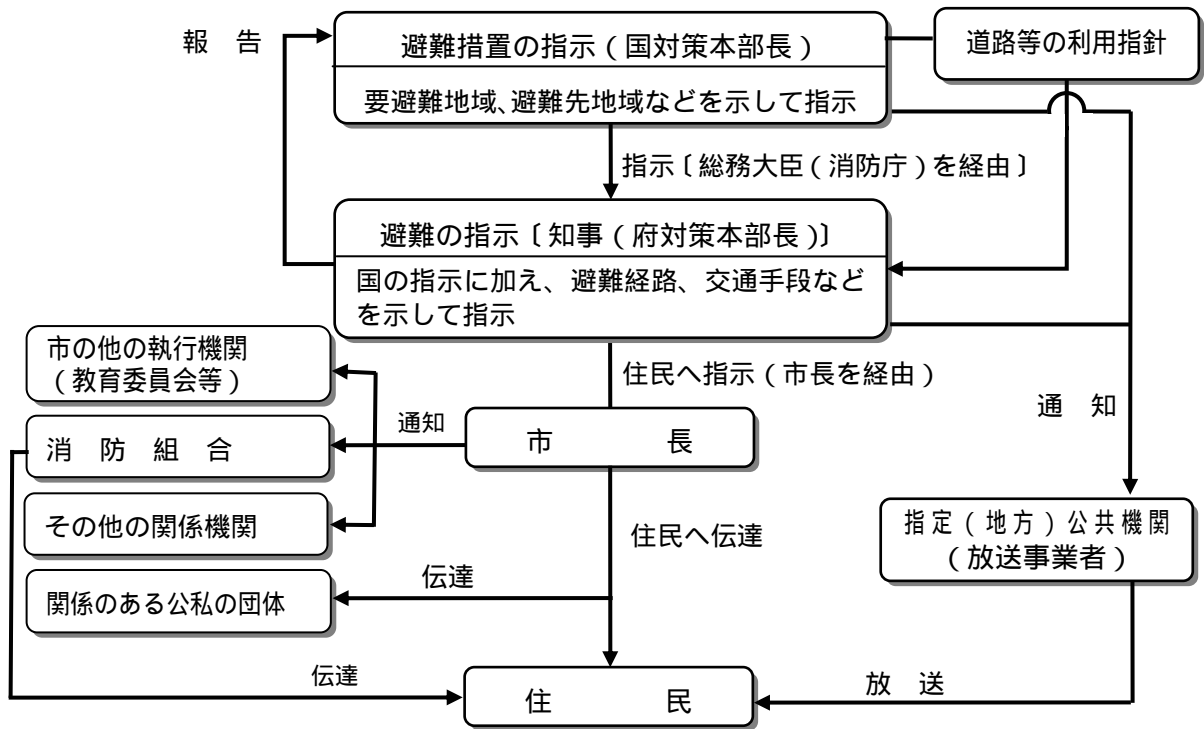 報 告
避難措置の指示(国対策本部長)
要避難地域、避難先地域などを示して指示
道路等の利用指針
指示〔総務大臣(消防庁)を経由〕
避難の指示〔知事(府対策本部長)〕
国の指示に加え、避難経路、交通手段など
を示して指示
住民へ指示(市長を経由)
通 知
市の他の執行機関
(教育委員会等)
消 防 組 合
その他の関係機関
関係のある公私の団体
通知
市 長
住民へ伝達
伝達
指定(地方)公共機関
(放送事業者)
伝達
住 民
放 送